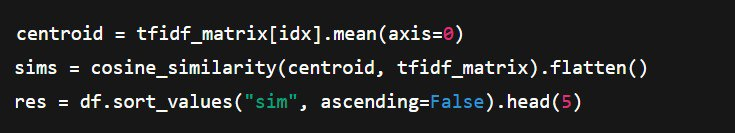 centroid = tfidf_matrix[idx].mean(axis=0)
sims = cosine_similarity(centroid, tfidf_matrix).flatten()
res = df.sort_values("sim", ascending=False).head(5)